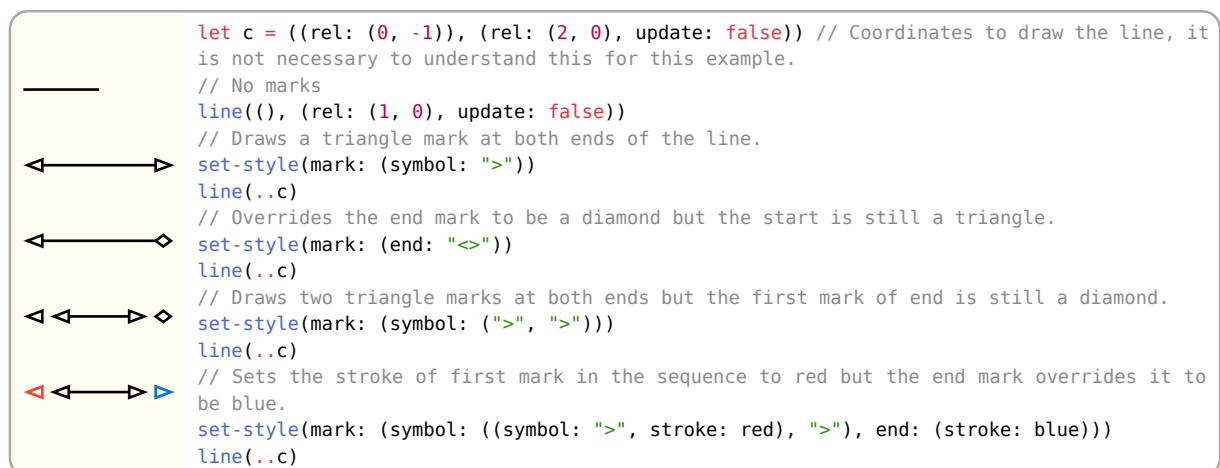 let c = ((rel: (0, -1)), (rel: (2, 0), update: false)) // Coordinates to draw the line, it
is not necessary to understand this for this example.
// No marks
line((), (rel: (1, 0), update: false))
// Draws a triangle mark at both ends of the line.
set-style(mark: (symbol: ">"))
line(..c)
// Overrides the end mark to be a diamond but the start is still a triangle.
set-style(mark: (end: "<>"))
line(..c)
// Draws two triangle marks at both ends but the first mark of end is still a diamond.
set-style(mark: (symbol: (">", ">")))
line(..c)
// Sets the stroke of first mark in the sequence to red but the end mark overrides it to
be blue.
set-style(mark: (symbol: ((symbol: ">", stroke: red), ">"), end: (stroke: blue)))
line(..c)